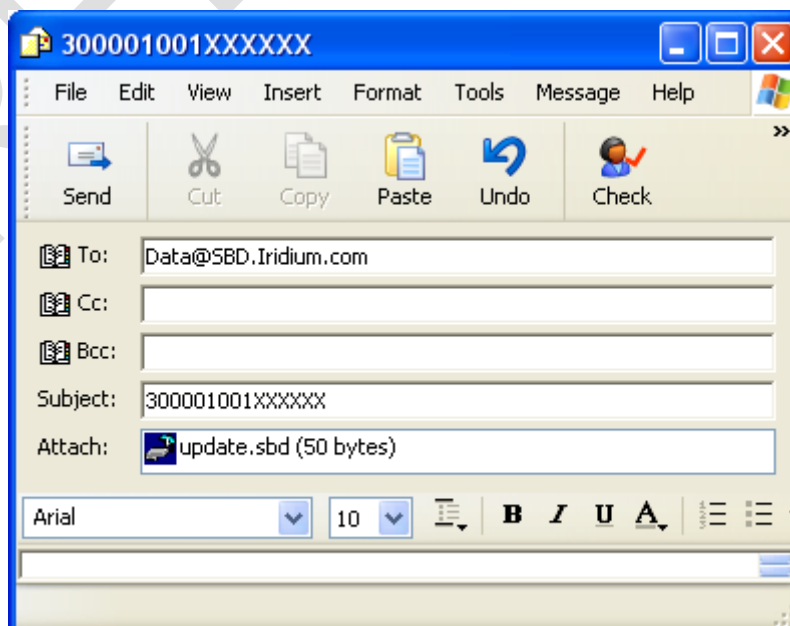 300001001XXXXXX
File Edit View Insert Format Tools Message Help
»
Send Cut Copy Paste Undo Check
To: Data@SBD.Iridium.com
Cc:
Bcc:
Subject: 300001001XXXXXX
Attach: update.sbd (50 bytes)
Arial 10 B I U A